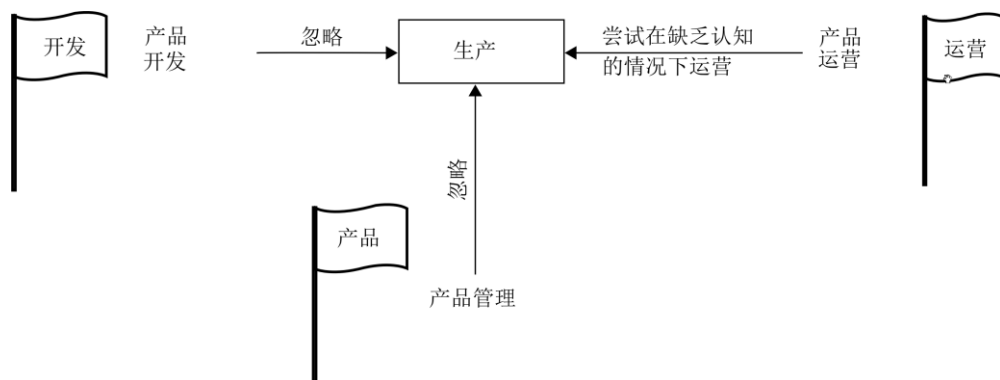 开发
产品
开发
忽略
生产
尝试在缺乏认知
的情况下运营
产品
运营
运营
忽略
产品
产品管理